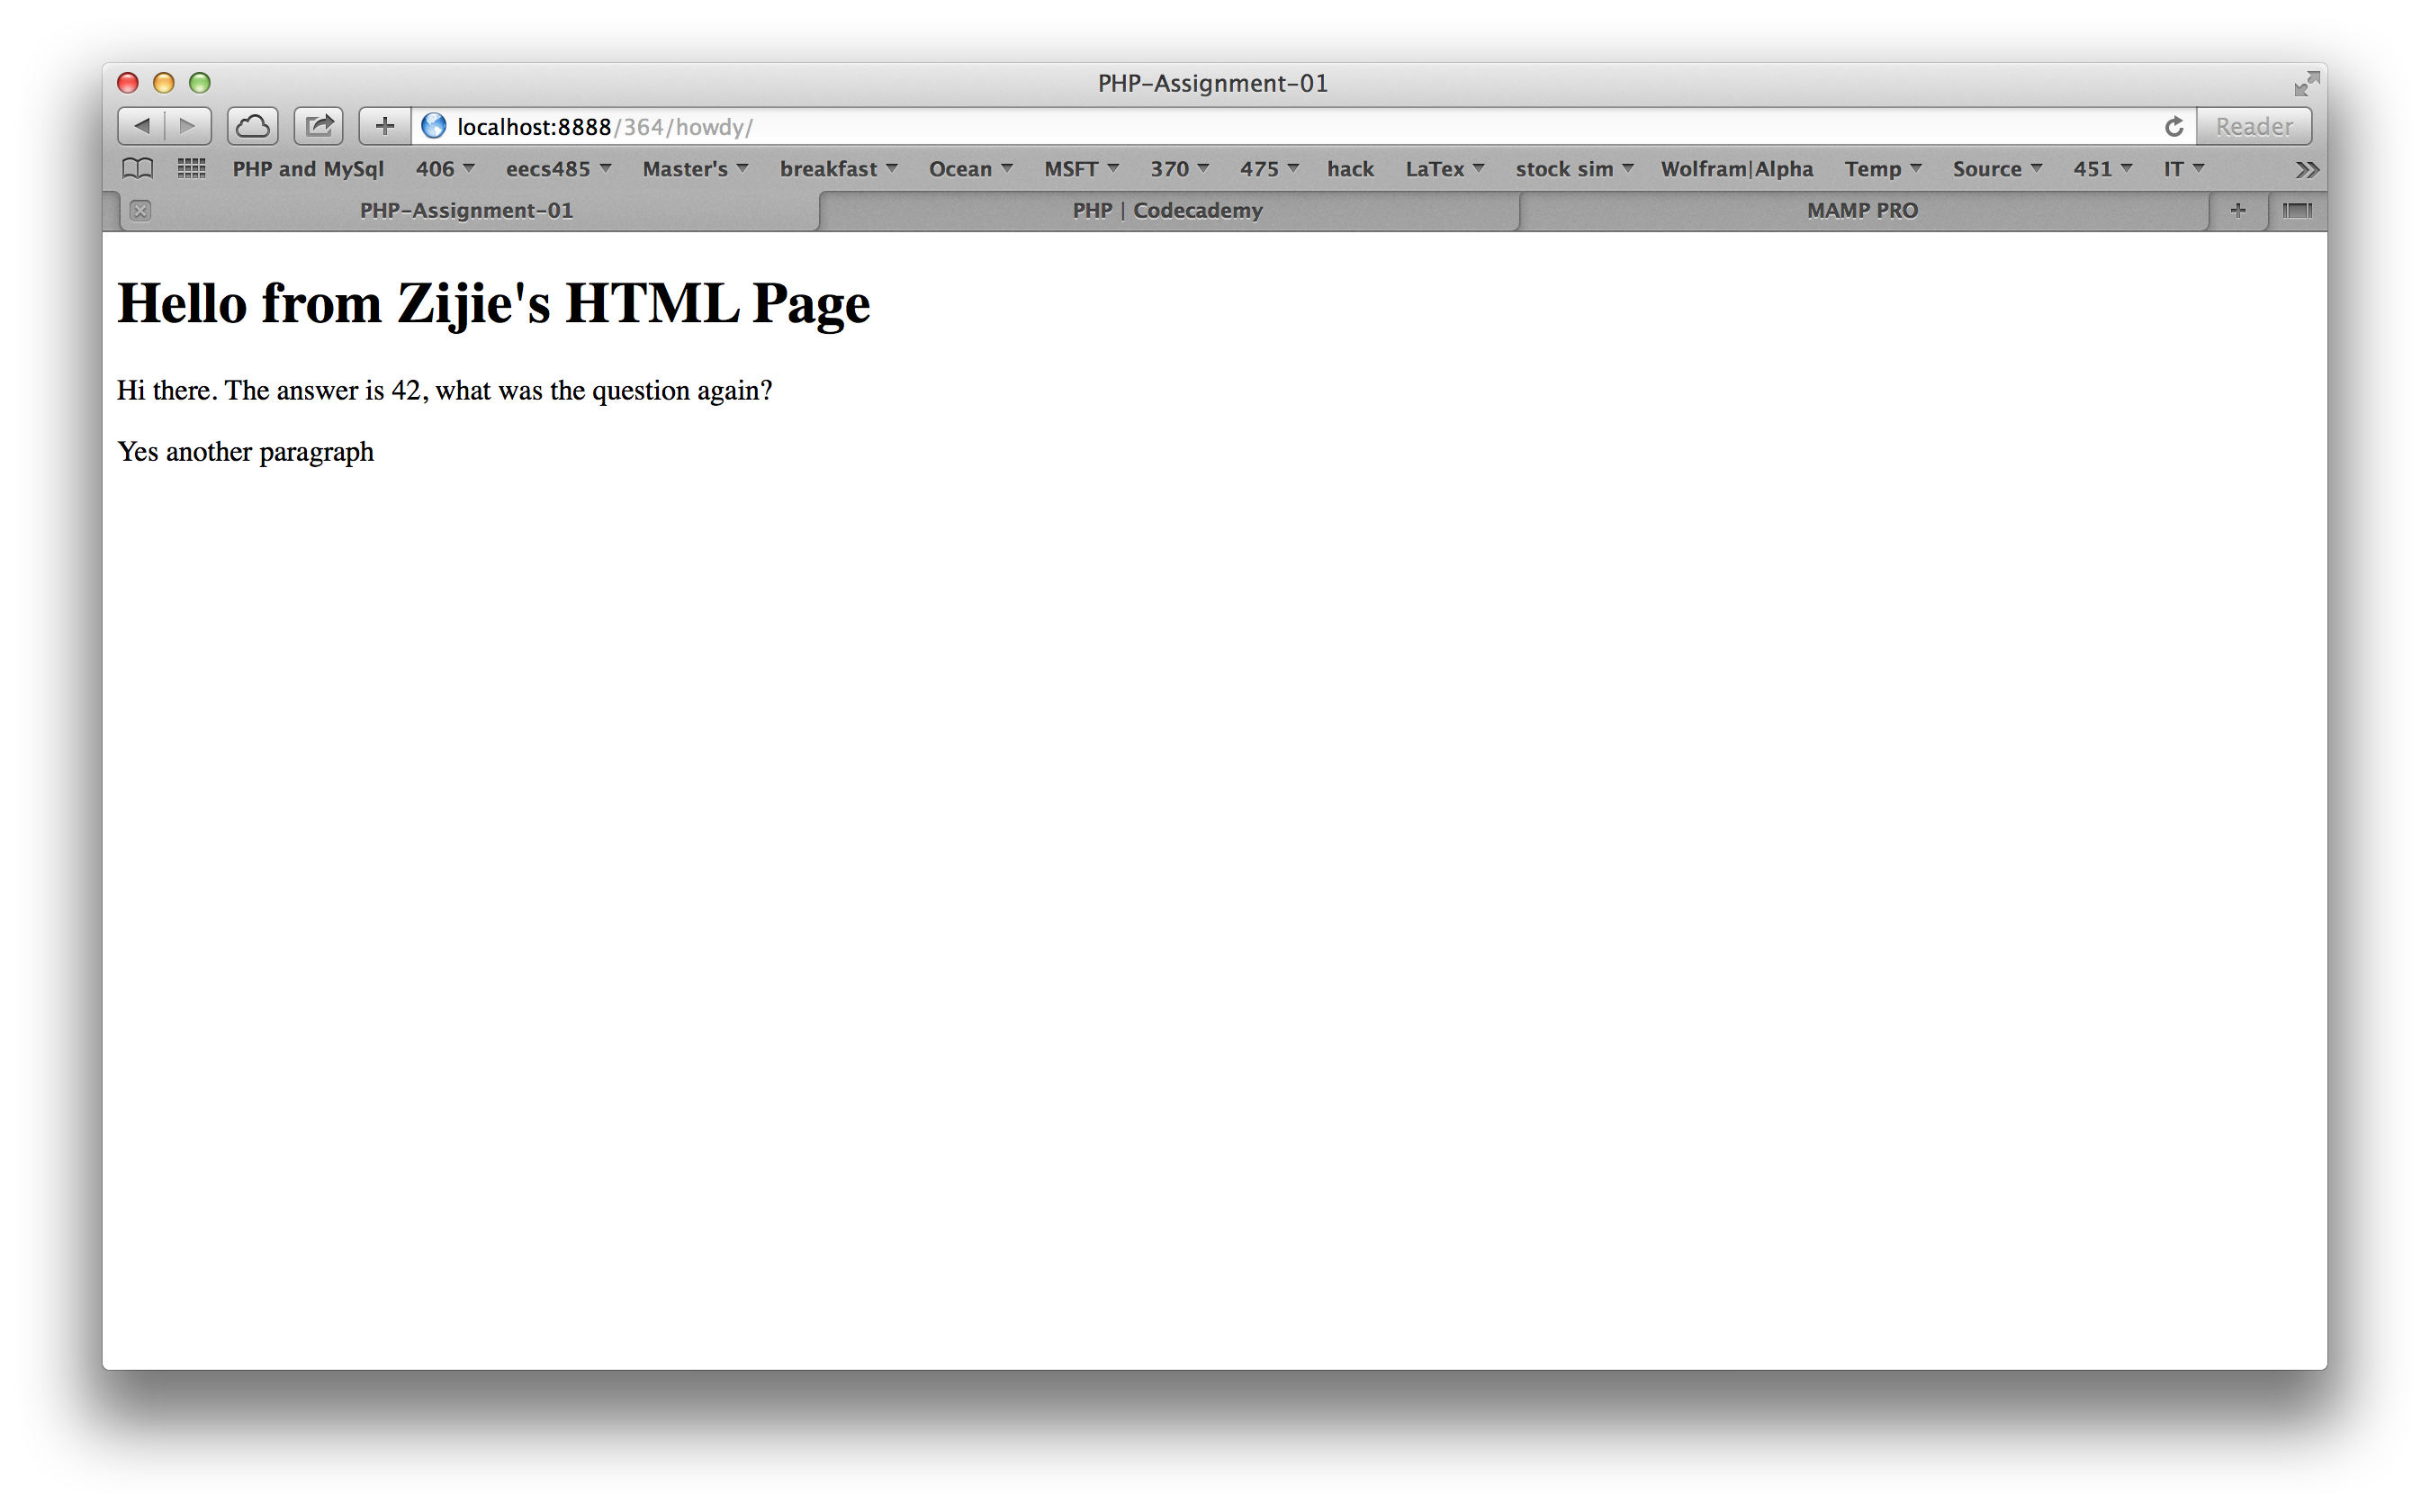 PHP-Assignment-01
localhost:8888/364/howdy/
Reader
PHP and MySql 406 eecs485 Master's breakfast Ocean MSFT 370 475 hack LaTex stock sim Wolfram|Alpha Temp Source 451 IT
PHP-Assignment-01 PHP | Codecademy MAMP PRO
Hello from Zijie's HTML Page
Hi there. The answer is 42, what was the question again?
Yes another paragraph